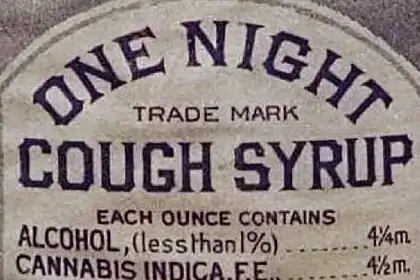 ONE NIGHT
TRADE MARK
COUGH SYRUP
EACH OUNCE CONTAINS
ALCOHOL, (less than 1%) ........ 4¼m.
CANNABIS INDICA, F.E., ........ 4½m.